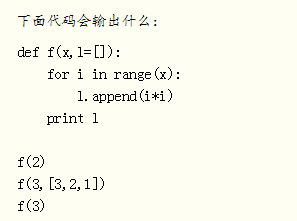 下面代码会输出什么：
def f(x,l=[]):
    for i in range(x):
        l.append(i*i)
    print l
f(2)
f(3,[3,2,1])
f(3)